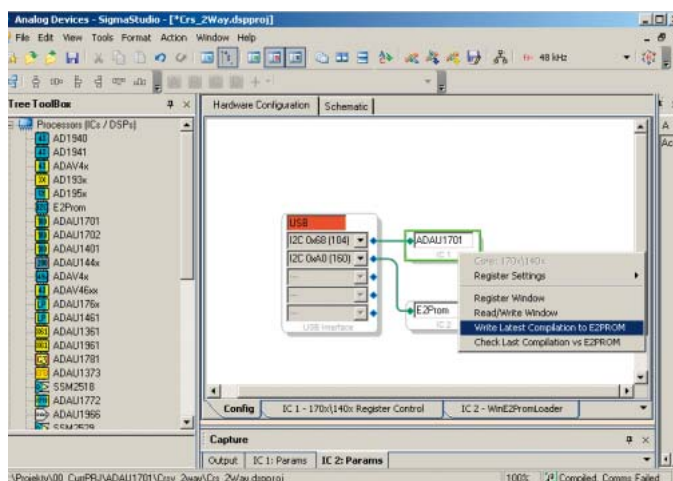 Analog Devices - SigmaStudio - [*Crs_2Way.dspproj]
File Edit View Tools Format Action Window Help
48 kHz
Tree ToolBox
Processors (ICs / DSPs)
AD1940
AD1941
ADAV4x
AD193x
AD195x
E2Prom
ADAU1701
ADAU1702
ADAU1401
ADAU144x
ADAV4x
ADAV46xx
ADAU176x
ADAU1461
ADAU1361
ADAU1961
ADAU1781
ADAU1373
SSM2518
ADAU1772
ADAU1966
SSM2529
Hardware Configuration Schematic
USB
I2C 0x68 (104)
I2C 0xA0 (160)
---
---
---
USB Interface
ADAU1701
IC 1
E2Prom
IC 2
Core: 170x\140x
Register Settings
Register Window
Read/Write Window
Write Latest Compilation to E2PROM
Check Last Compilation vs E2PROM
Config IC 1 - 170x\140x Register Control IC 2 - WinE2PromLoader
Capture
Output IC 1: Params IC 2: Params
100% Compiled, Comms Failed